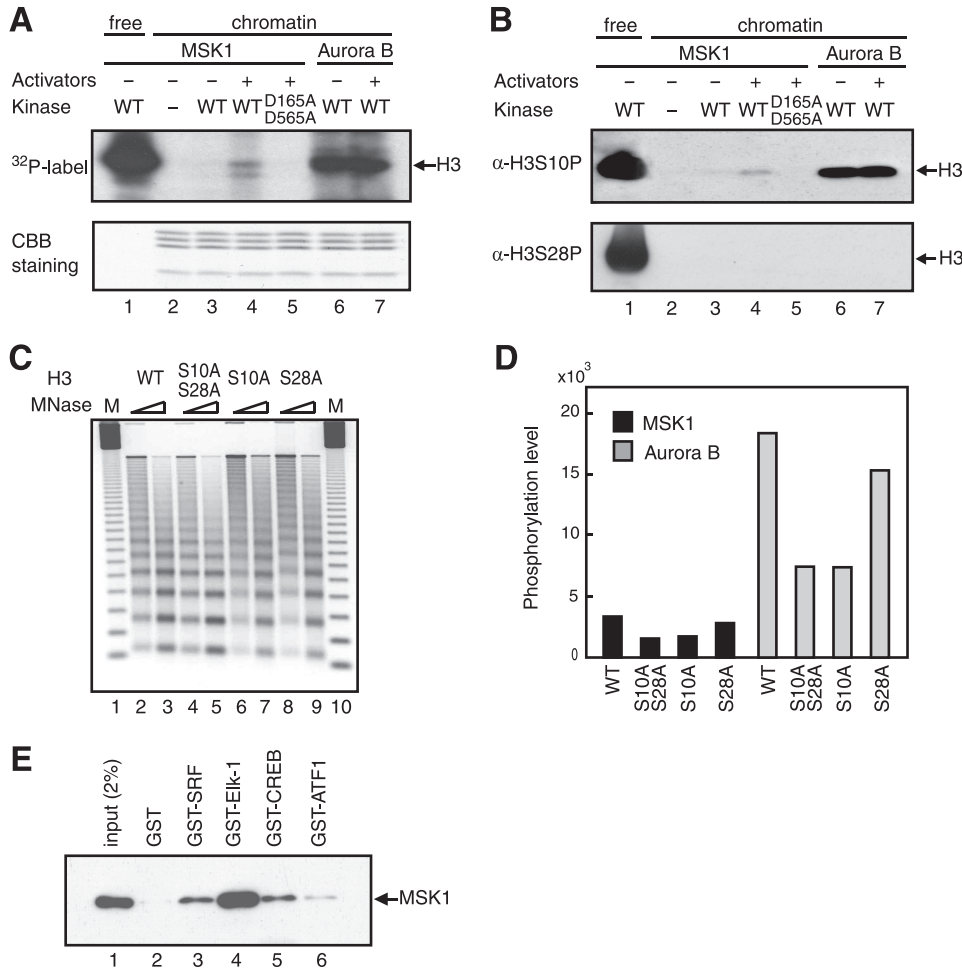 A
free chromatin
MSK1 Aurora B
Activators – – – + + – +
Kinase WT – WT WT D165A D565A WT WT
32P-label
H3
CBB staining
1 2 3 4 5 6 7
B
free chromatin
MSK1 Aurora B
Activators – – – + + – +
Kinase WT – WT WT D165A D565A WT WT
α-H3S10P
H3
α-H3S28P
H3
1 2 3 4 5 6 7
C
H3 WT S10A S28A S10A S28A
MNase M M
1 2 3 4 5 6 7 8 9 10
D
x10³
20
15
10
5
0
Phosphorylation level
MSK1
Aurora B
WT S10A S28A S10A S28A WT S10A S28A S10A S28A
E
input (2%) GST GST-SRF GST-Elk-1 GST-CREB GST-ATF1
MSK1
1 2 3 4 5 6